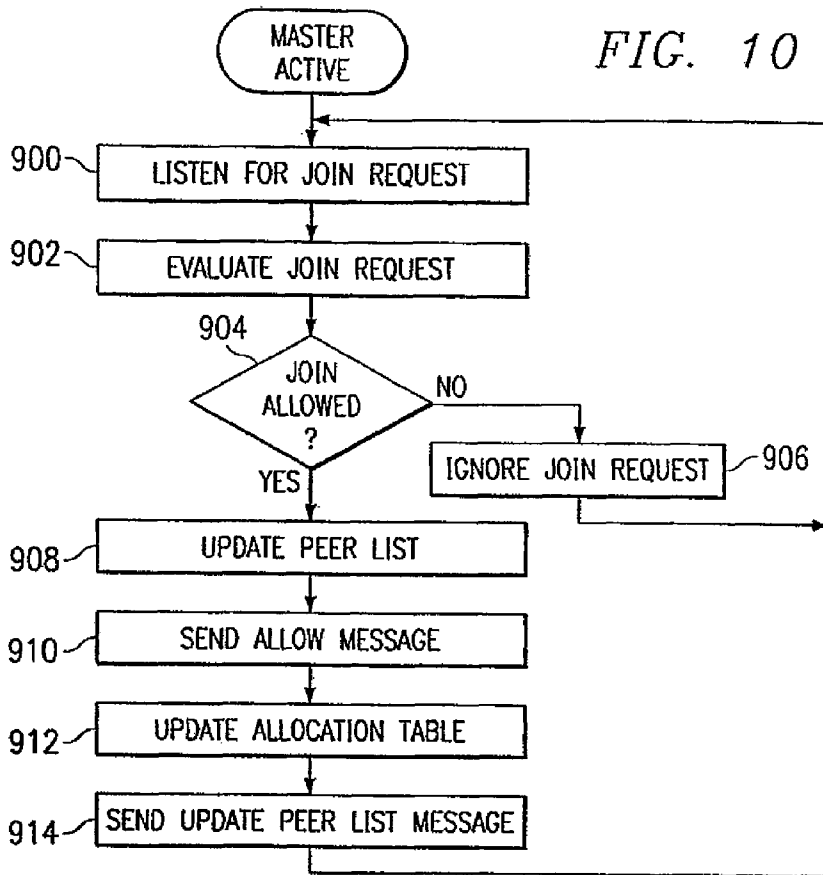 MASTER
ACTIVE
FIG. 10
900
LISTEN FOR JOIN REQUEST
902
EVALUATE JOIN REQUEST
904
JOIN
ALLOWED
?
NO
YES
IGNORE JOIN REQUEST
906
908
UPDATE PEER LIST
910
SEND ALLOW MESSAGE
912
UPDATE ALLOCATION TABLE
914
SEND UPDATE PEER LIST MESSAGE